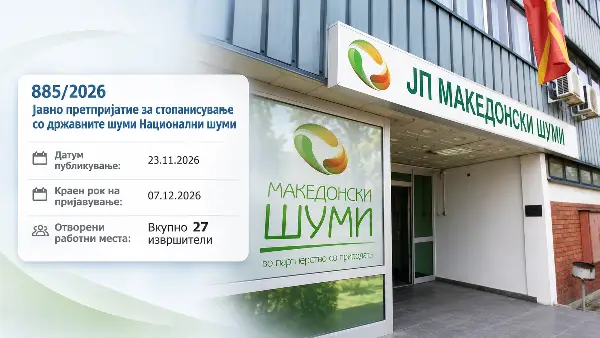 885/2026
Јавно претпријатие за стопанисување
со државните шуми Национални шуми
Датум
публикување:
23.11.2026
Краен рок на
пријавување:
07.12.2026
Отворени
работни места:
Вкупно 27
извршители
ЈП МАКЕДОНСКИ ШУМИ
МАКЕДОНСКИ
ШУМИ
во партнерство со природата